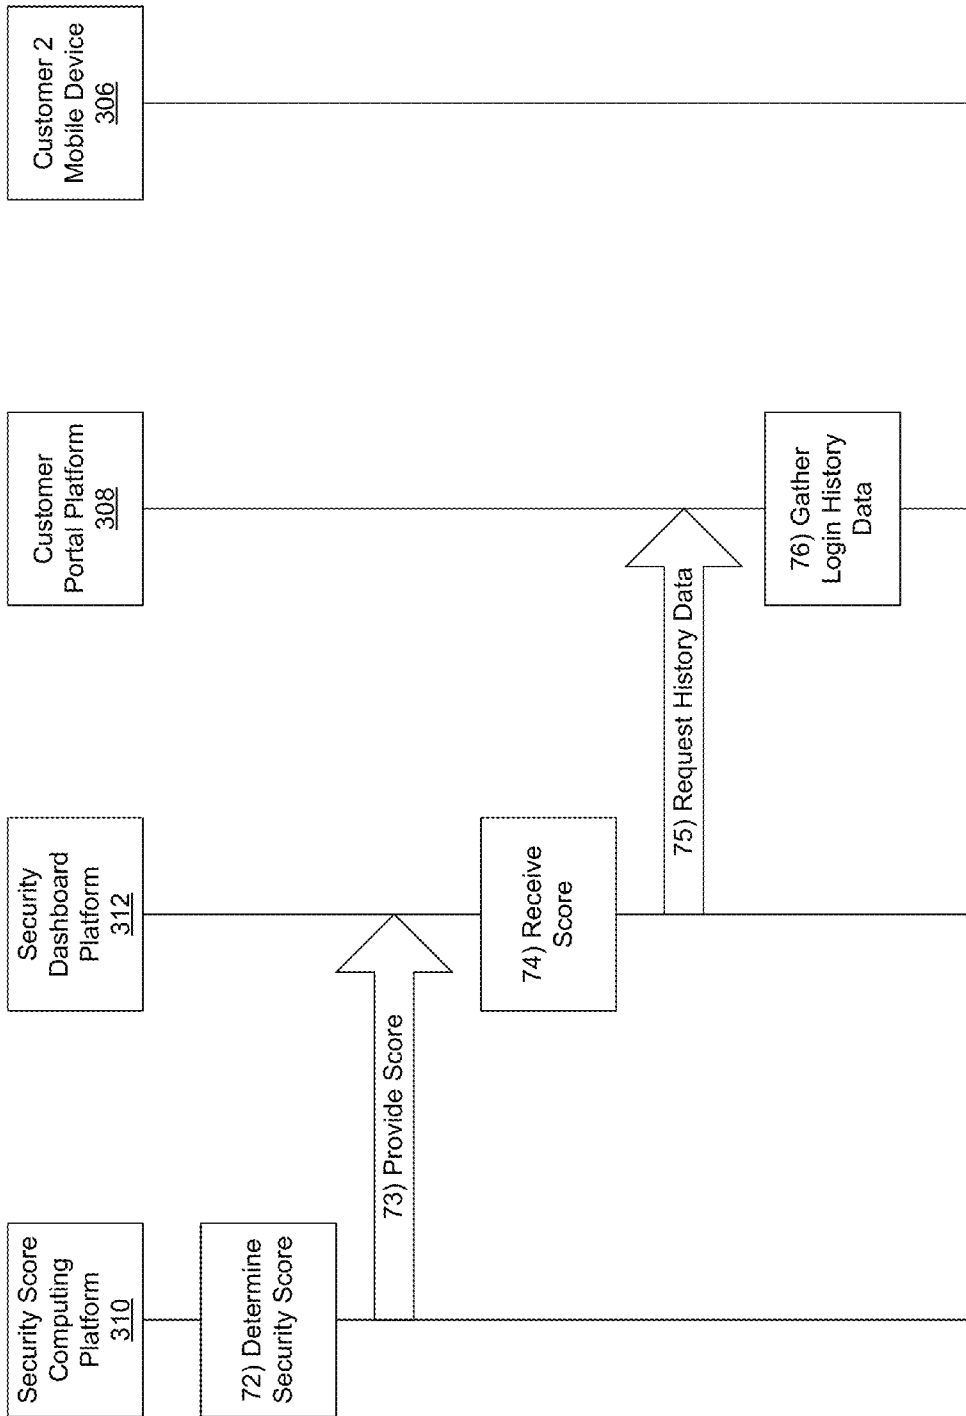 Security Score
Computing
Platform
310
Security
Dashboard
Platform
312
Customer
Portal Platform
308
Customer 2
Mobile Device
306
72) Determine
Security Score
73) Provide Score
74) Receive
Score
75) Request History Data
76) Gather
Login History
Data